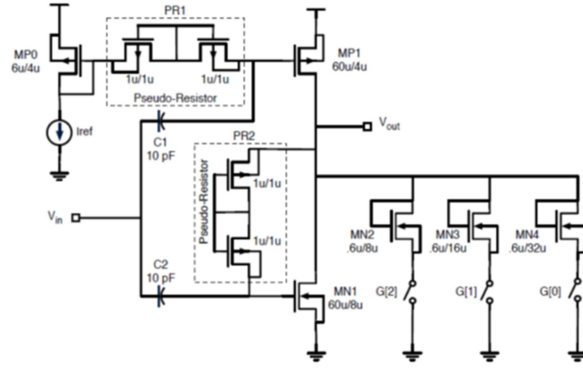 PR1
MP0
6u/4u
1u/1u
1u/1u
Pseudo-Resistor
MP1
60u/4u
Iref
C1
10 pF
PR2
Pseudo-Resistor
1u/1u
1u/1u
Vout
Vin
C2
10 pF
MN1
60u/8u
MN2
.6u/8u
MN3
.6u/16u
MN4
.6u/32u
G[2]
G[1]
G[0]